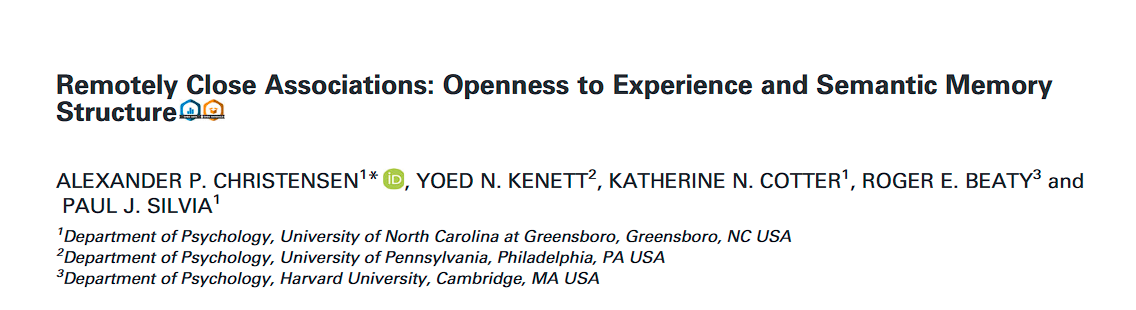 Remotely Close Associations: Openness to Experience and Semantic Memory
Structure
ALEXANDER P. CHRISTENSEN¹* iD, YOED N. KENETT², KATHERINE N. COTTER¹, ROGER E. BEATY³ and
PAUL J. SILVIA¹
¹Department of Psychology, University of North Carolina at Greensboro, Greensboro, NC USA
²Department of Psychology, University of Pennsylvania, Philadelphia, PA USA
³Department of Psychology, Harvard University, Cambridge, MA USA